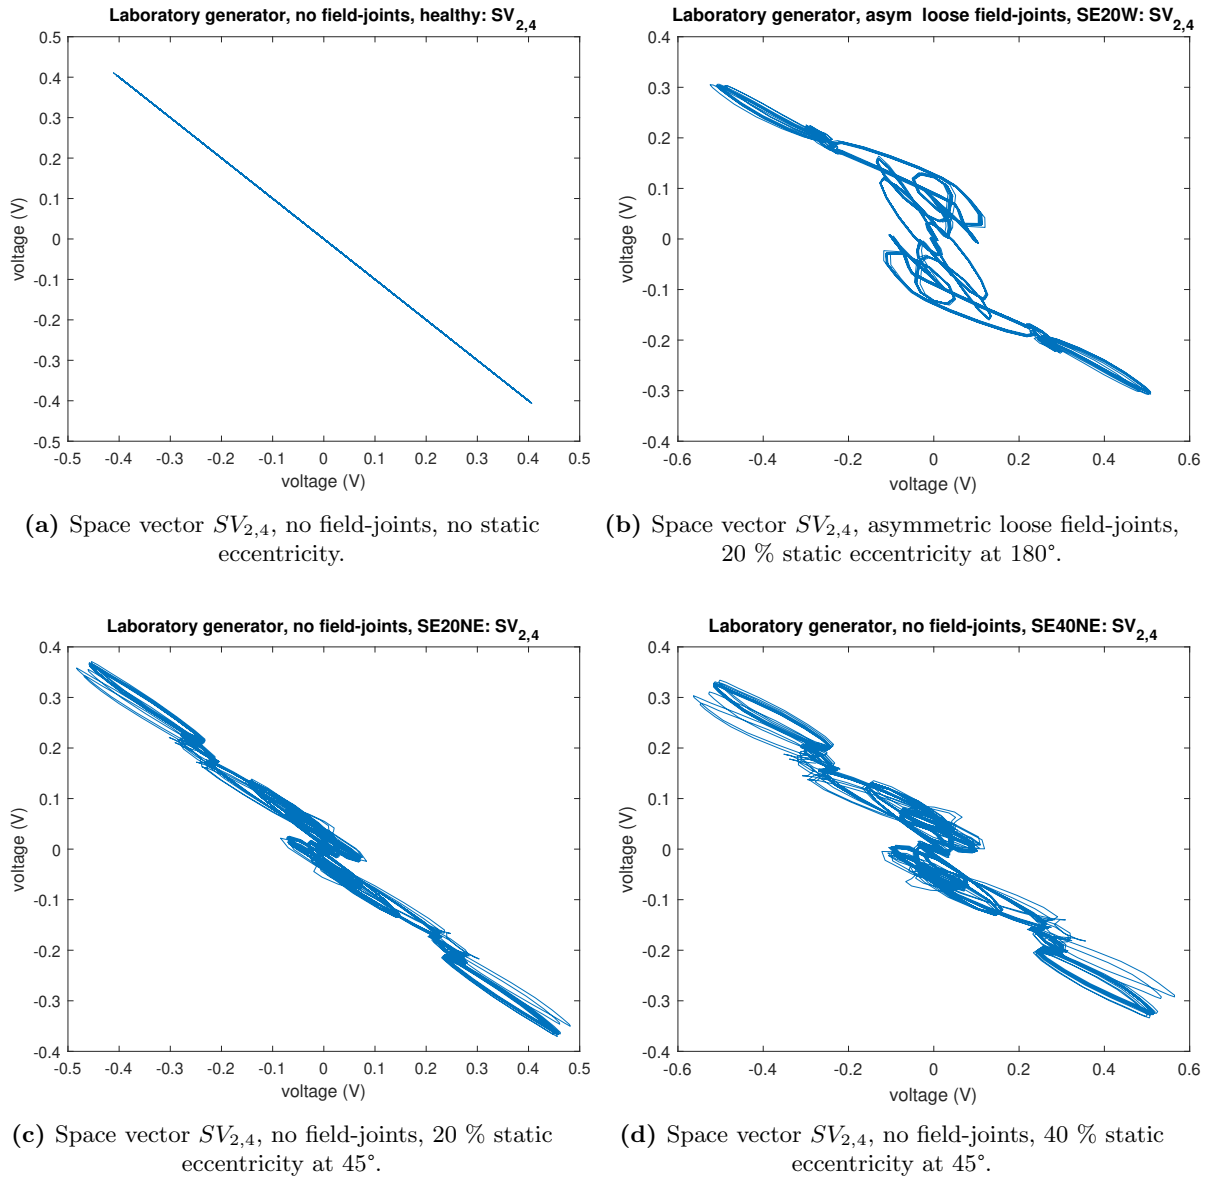 Laboratory generator, no field-joints, healthy: SV2,4
0.5
0.4
0.3
0.2
0.1
0
-0.1
-0.2
-0.3
-0.4
-0.5
voltage (V)
-0.5 -0.4 -0.3 -0.2 -0.1 0 0.1 0.2 0.3 0.4 0.5
voltage (V)
(a) Space vector SV2,4, no field-joints, no static
eccentricity.
Laboratory generator, asym loose field-joints, SE20W: SV2,4
0.4
0.3
0.2
0.1
0
-0.1
-0.2
-0.3
-0.4
voltage (V)
-0.6 -0.4 -0.2 0 0.2 0.4 0.6
voltage (V)
(b) Space vector SV2,4, asymmetric loose field-joints,
20 % static eccentricity at 180°.
Laboratory generator, no field-joints, SE20NE: SV2,4
0.4
0.3
0.2
0.1
0
-0.1
-0.2
-0.3
-0.4
voltage (V)
-0.5 -0.4 -0.3 -0.2 -0.1 0 0.1 0.2 0.3 0.4 0.5
voltage (V)
(c) Space vector SV2,4, no field-joints, 20 % static
eccentricity at 45°.
Laboratory generator, no field-joints, SE40NE: SV2,4
0.4
0.3
0.2
0.1
0
-0.1
-0.2
-0.3
-0.4
voltage (V)
-0.6 -0.4 -0.2 0 0.2 0.4 0.6
voltage (V)
(d) Space vector SV2,4, no field-joints, 40 % static
eccentricity at 45°.